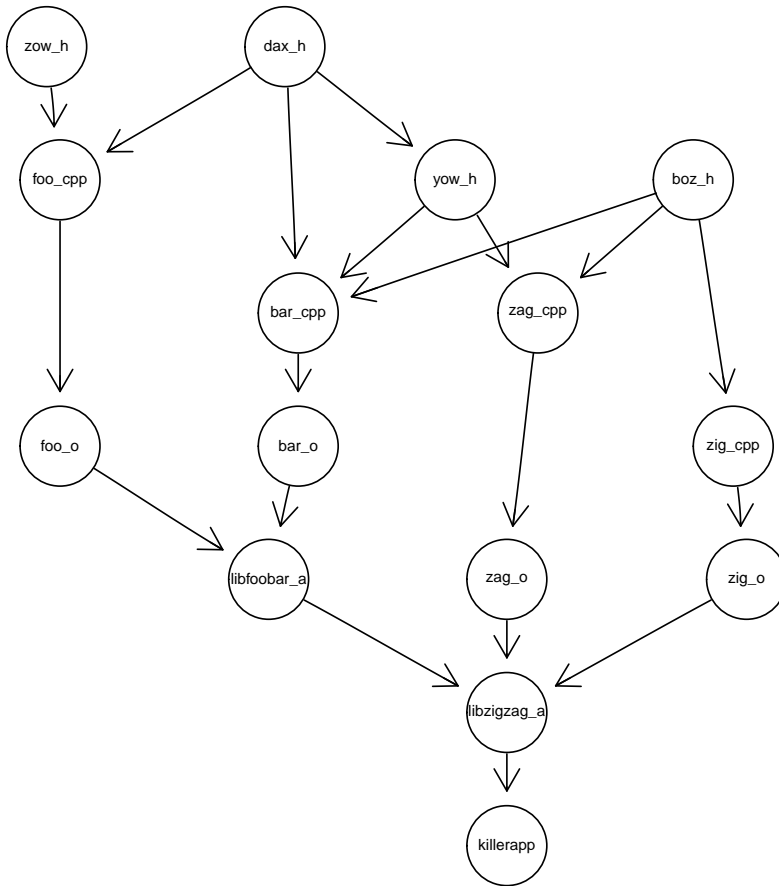 zow_h
dax_h
foo_cpp
yow_h
boz_h
bar_cpp
zag_cpp
foo_o
bar_o
zig_cpp
libfoobar_a
zag_o
zig_o
libzigzag_a
killerapp